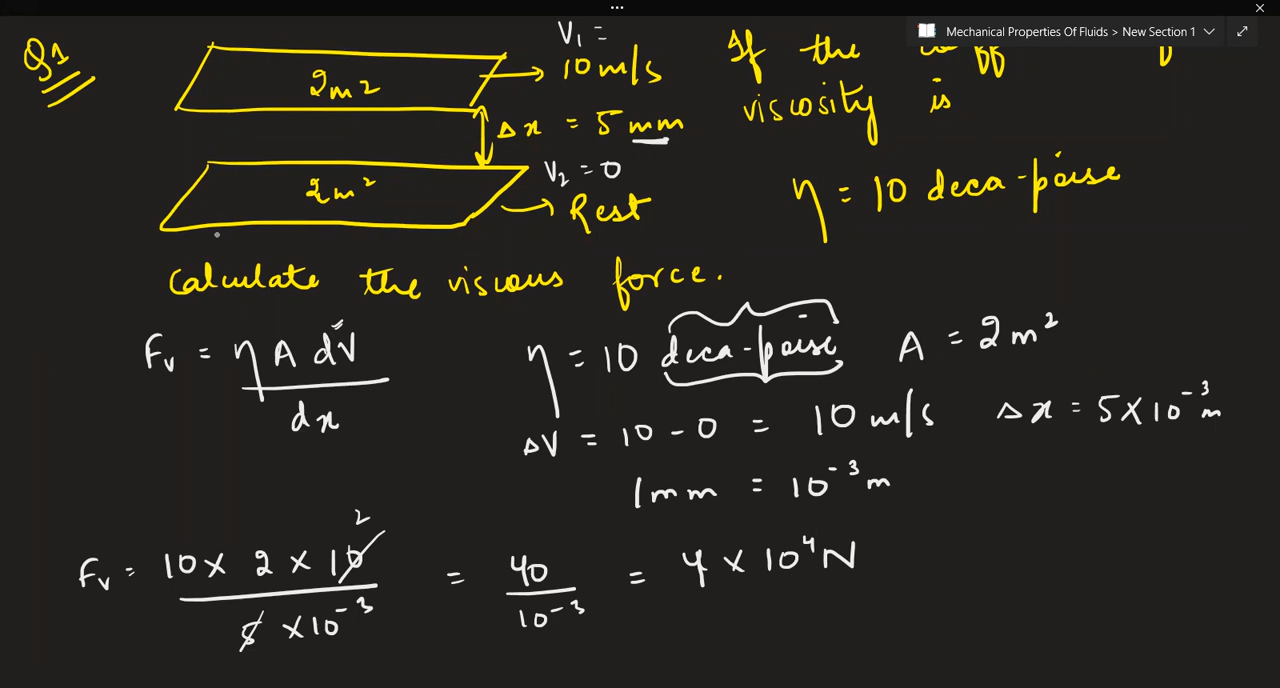 ...
Mechanical Properties Of Fluids > New Section 1
Q1
2m²
V₁ =
10 m/s
Δx = 5 mm
2m²
V₂ = 0
Rest
If the
viscosity is
η = 10 deca-poise
Calculate the viscous force.
Fᵥ = ηA dV / dx
η = 10 deca-poise
A = 2m²
ΔV = 10 - 0 = 10 m/s
Δx = 5 × 10⁻³ m
1mm = 10⁻³ m
Fᵥ = 10 × 2 × 10 / 5 × 10⁻³ = 40 / 10⁻³ = 4 × 10⁴ N
2